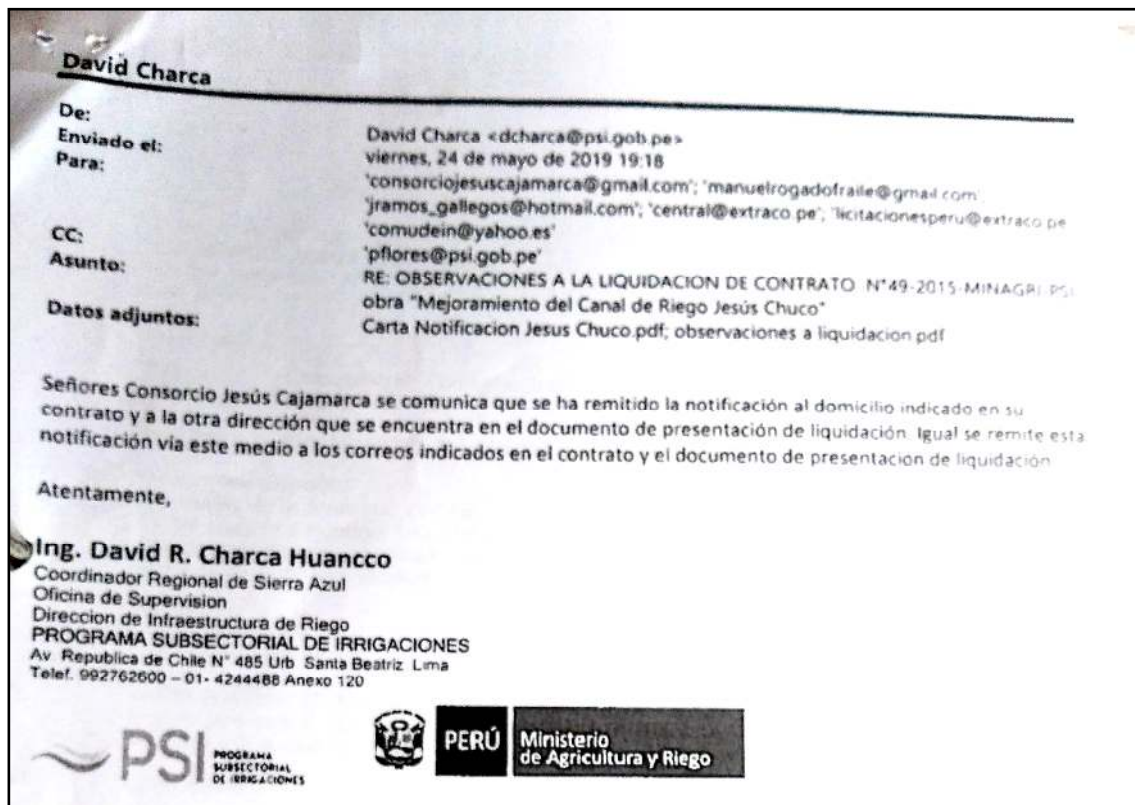 David Charca
De: David Charca <dcharca@psi.gob.pe>
Enviado el: viernes, 24 de mayo de 2019 19:18
Para: 'consorciojesuscajamarca@gmail.com'; 'manuelrogadofraile@gmail.com'
'jramos_gallegos@hotmail.com'; 'central@extraco.pe'; 'licitacionesperu@extraco.pe
'comudein@yahoo.es'
CC: 'pflores@psi.gob.pe'
Asunto: RE: OBSERVACIONES A LA LIQUIDACION DE CONTRATO N°49-2015-MINAGRI-PSI
obra "Mejoramiento del Canal de Riego Jesús Chuco"
Datos adjuntos: Carta Notificacion Jesus Chuco.pdf; observaciones a liquidacion pdf
Señores Consorcio Jesús Cajamarca se comunica que se ha remitido la notificación al domicilio indicado en su
contrato y a la otra dirección que se encuentra en el documento de presentación de liquidación. Igual se remite esta
notificación vía este medio a los correos indicados en el contrato y el documento de presentacion de liquidación
Atentamente,
Ing. David R. Charca Huancco
Coordinador Regional de Sierra Azul
Oficina de Supervision
Direccion de Infraestructura de Riego
PROGRAMA SUBSECTORIAL DE IRRIGACIONES
Av Republica de Chile N° 485 Urb Santa Beatriz Lima
Telef. 992762600 – 01- 4244488 Anexo 120
PSI PROGRAMA
SUBSECTORIAL
DE IRRIGACIONES
PERÚ Ministerio
de Agricultura y Riego